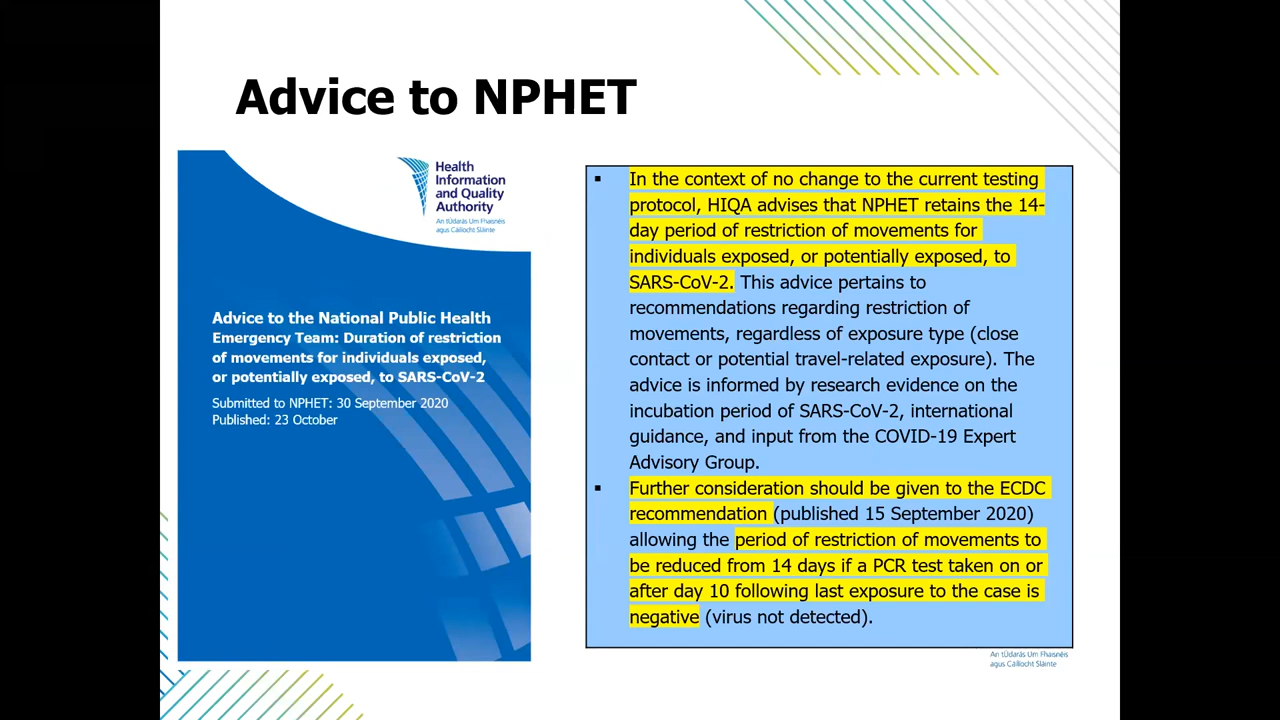 Advice to NPHET
Health
Information
and Quality
Authority
An tÚdarás Um Fhaisnéis
agus Cáilíocht Sláinte
Advice to the National Public Health
Emergency Team: Duration of restriction
of movements for individuals exposed,
or potentially exposed, to SARS-CoV-2
Submitted to NPHET: 30 September 2020
Published: 23 October
▪ In the context of no change to the current testing
protocol, HIQA advises that NPHET retains the 14-
day period of restriction of movements for
individuals exposed, or potentially exposed, to
SARS-CoV-2. This advice pertains to
recommendations regarding restriction of
movements, regardless of exposure type (close
contact or potential travel-related exposure). The
advice is informed by research evidence on the
incubation period of SARS-CoV-2, international
guidance, and input from the COVID-19 Expert
Advisory Group.
▪ Further consideration should be given to the ECDC
recommendation (published 15 September 2020)
allowing the period of restriction of movements to
be reduced from 14 days if a PCR test taken on or
after day 10 following last exposure to the case is
negative (virus not detected).
An tÚdarás Um Fhaisnéis
agus Cáilíocht Sláinte